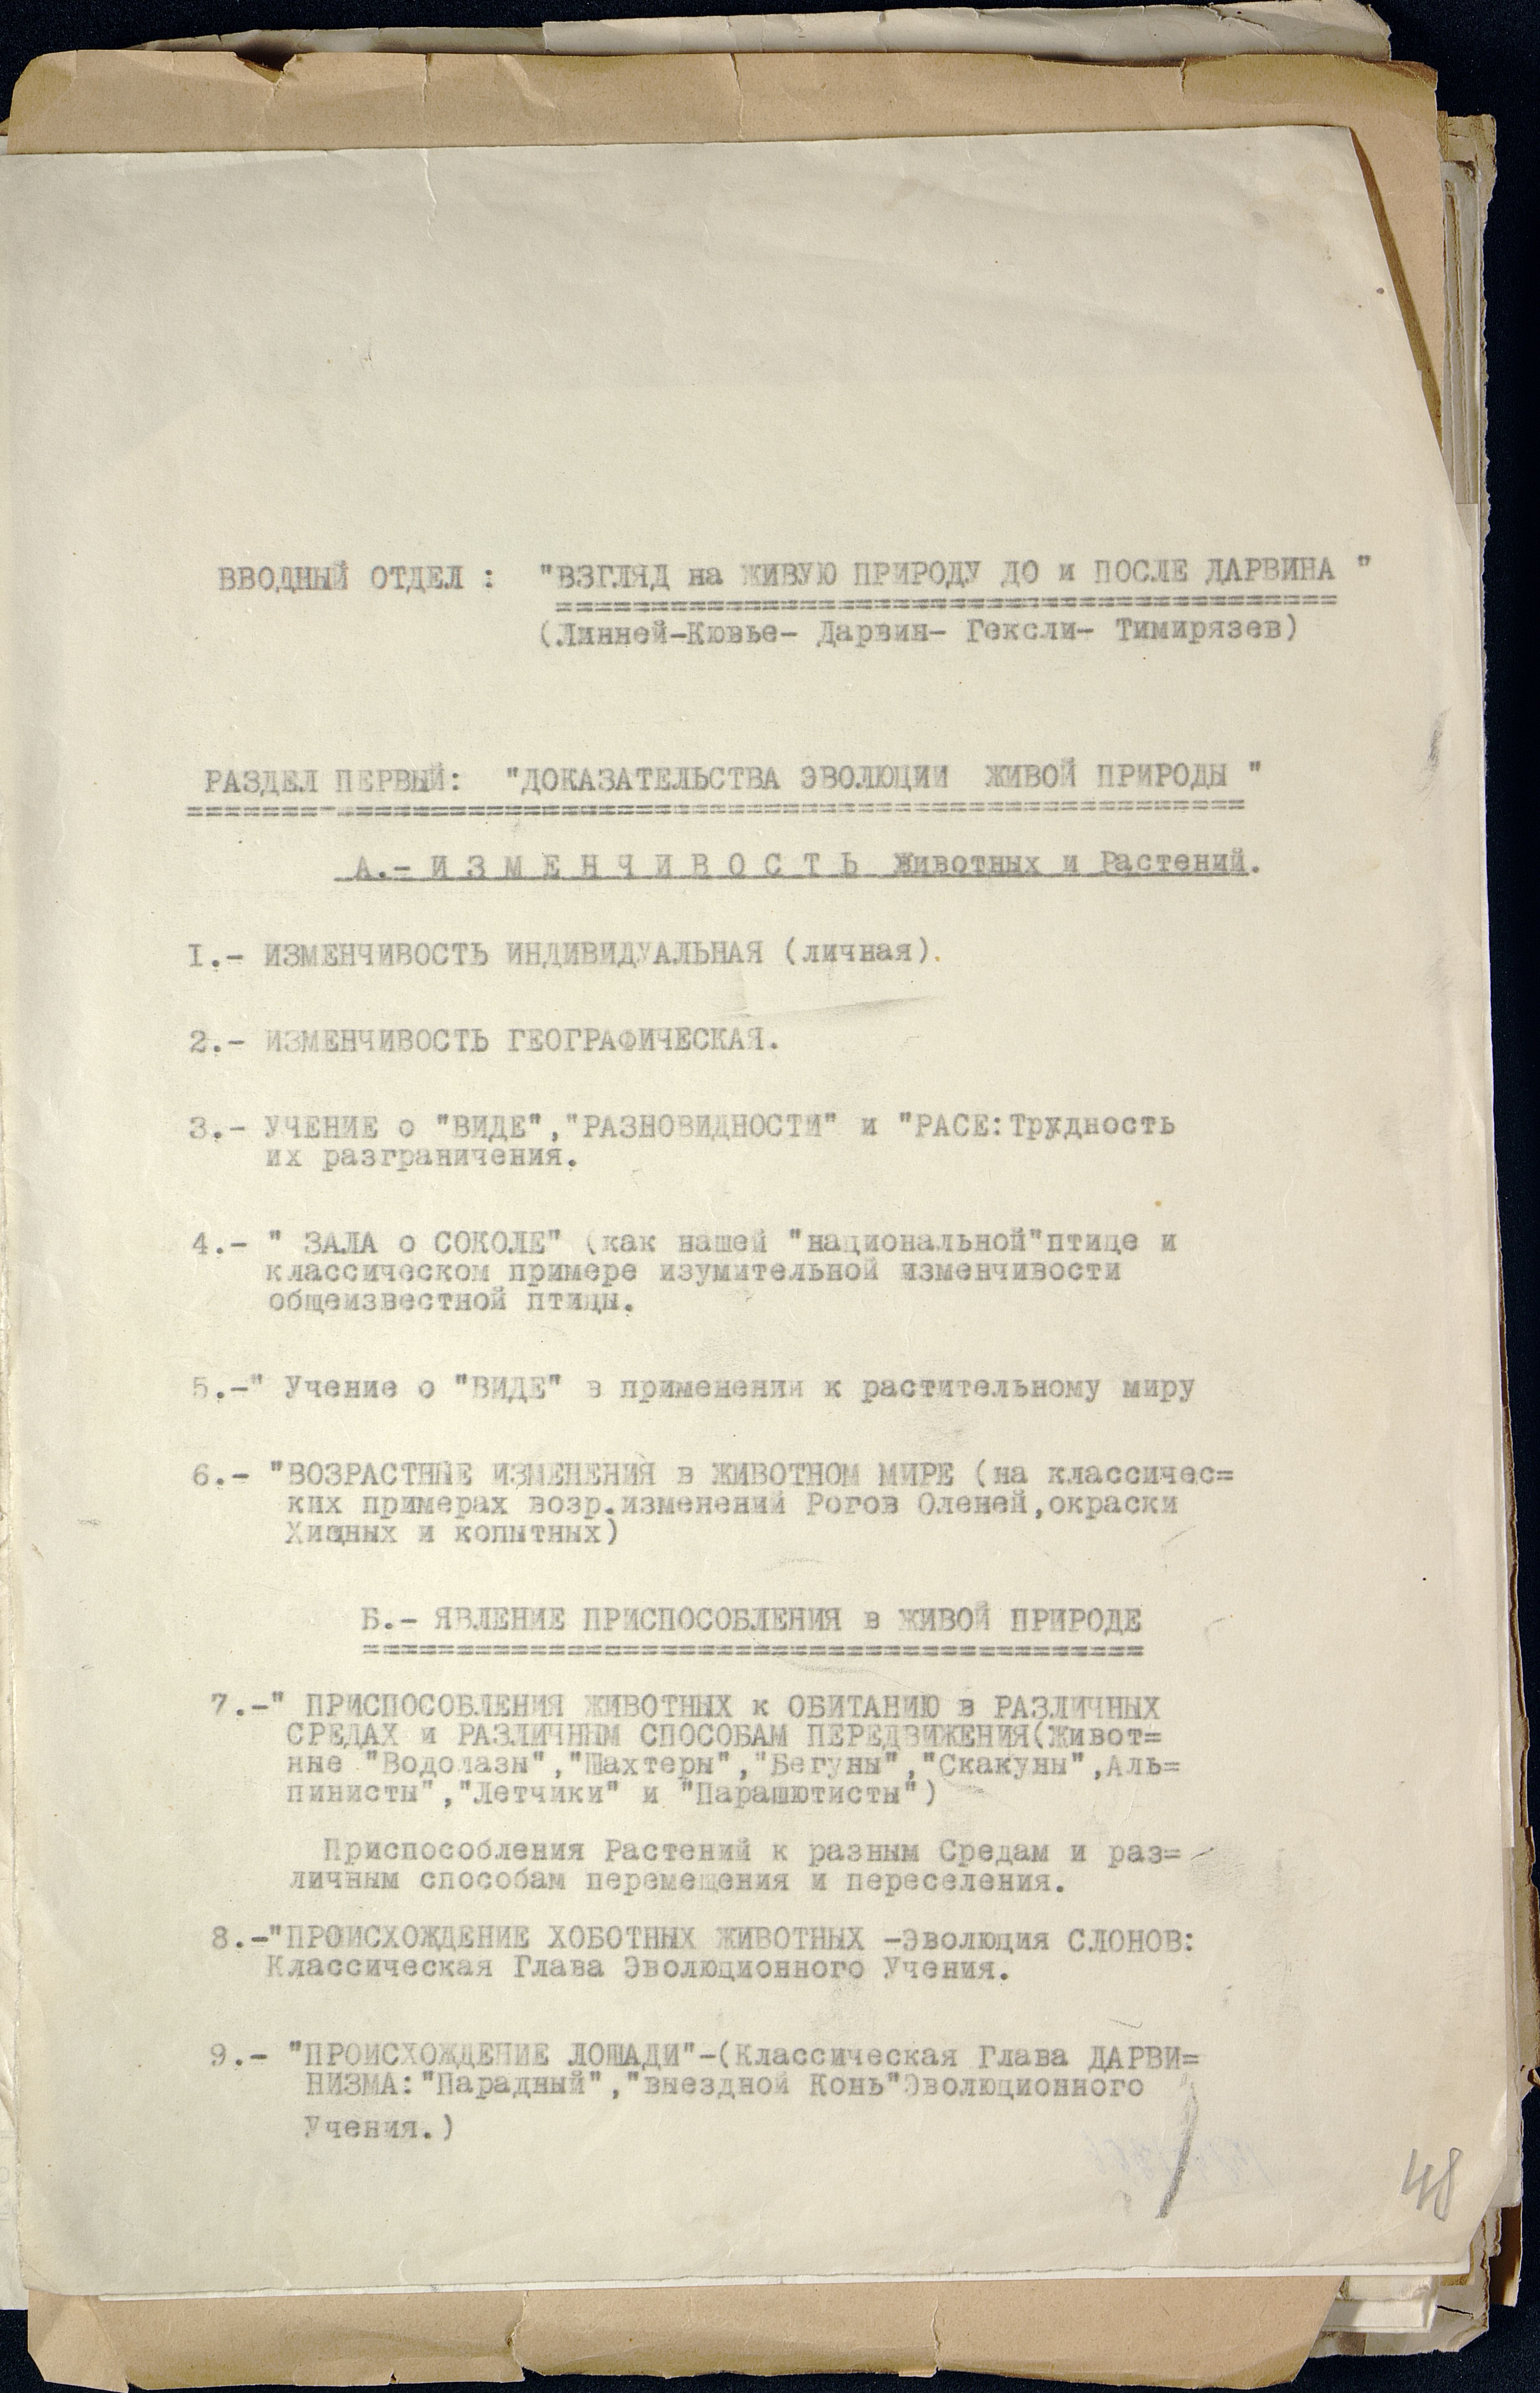 ВВОДНЫЙ ОТДЕЛ : "ВЗГЛЯД на ЖИВУЮ ПРИРОДУ ДО и ПОСЛЕ ДАРВИНА "
==========================================
(Линней-Кювье- Дарвин- Гексли- Тимирязев)
РАЗДЕЛ ПЕРВЫЙ: "ДОКАЗАТЕЛЬСТВА ЭВОЛЮЦИИ ЖИВОЙ ПРИРОДЫ "
=========================================================
А.- И З М Е Н Ч И В О С Т Ь Животных и Растений.
I.- ИЗМЕНЧИВОСТЬ ИНДИВИДУАЛЬНАЯ (личная).
2.- ИЗМЕНЧИВОСТЬ ГЕОГРАФИЧЕСКАЯ.
3.- УЧЕНИЕ о "ВИДЕ","РАЗНОВИДНОСТИ" и "РАСЕ:Трудность
их разграничения.
4.- " ЗАЛА о СОКОЛЕ" (как нашей "национальной"птице и
классическом примере изумительной изменчивости
общеизвестной птицы.
5.-" Учение о "ВИДЕ" в применении к растительному миру
6.- "ВОЗРАСТНЫЕ ИЗМЕНЕНИЯ в ЖИВОТНОМ МИРЕ (на классичес=
ких примерах возр.изменений Рогов Оленей,окраски
Хищных и копытных)
Б.- ЯВЛЕНИЕ ПРИСПОСОБЛЕНИЯ в ЖИВОЙ ПРИРОДЕ
==========================================
7.-" ПРИСПОСОБЛЕНИЯ ЖИВОТНЫХ к ОБИТАНИЮ в РАЗЛИЧНЫХ
СРЕДАХ и РАЗЛИЧНЫМ СПОСОБАМ ПЕРЕДВИЖЕНИЯ(Живот=
ные "Водолазы","Шахтеры","Бегуны","Скакуны",Аль=
пинисты","Летчики" и "Парашютисты")
Приспособления Растений к разным Средам и раз=
личным способам перемещения и переселения.
8.-"ПРОИСХОЖДЕНИЕ ХОБОТНЫХ ЖИВОТНЫХ -Эволюция СЛОНОВ:
Классическая Глава Эволюционного Учения.
9.- "ПРОИСХОЖДЕНИЕ ЛОШАДИ"-(Классическая Глава ДАРВИ=
НИЗМА:"Парадный","выездной Конь"Эволюционного
Учения.)
48